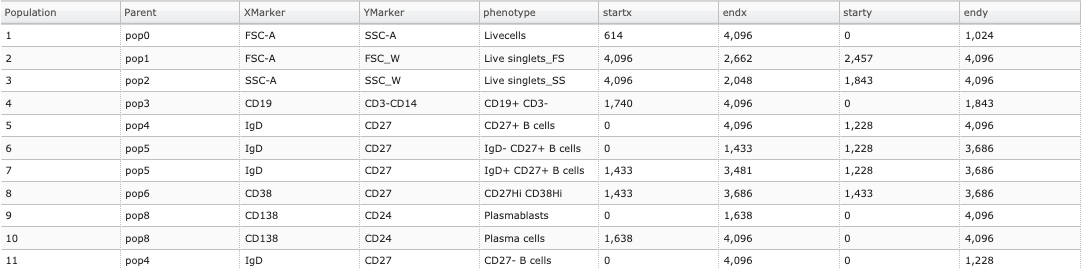 Population Parent XMarker YMarker phenotype startx endx starty endy
1 pop0 FSC-A SSC-A Livecells 614 4,096 0 1,024
2 pop1 FSC-A FSC_W Live singlets_FS 4,096 2,662 2,457 4,096
3 pop2 SSC-A SSC_W Live singlets_SS 4,096 2,048 1,843 4,096
4 pop3 CD19 CD3-CD14 CD19+ CD3- 1,740 4,096 0 1,843
5 pop4 IgD CD27 CD27+ B cells 0 4,096 1,228 4,096
6 pop5 IgD CD27 IgD- CD27+ B cells 0 1,433 1,228 3,686
7 pop5 IgD CD27 IgD+ CD27+ B cells 1,433 3,481 1,228 3,686
8 pop6 CD38 CD27 CD27Hi CD38Hi 1,433 3,686 1,433 3,686
9 pop8 CD138 CD24 Plasmablasts 0 1,638 0 4,096
10 pop8 CD138 CD24 Plasma cells 1,638 4,096 0 4,096
11 pop4 IgD CD27 CD27- B cells 0 4,096 0 1,228